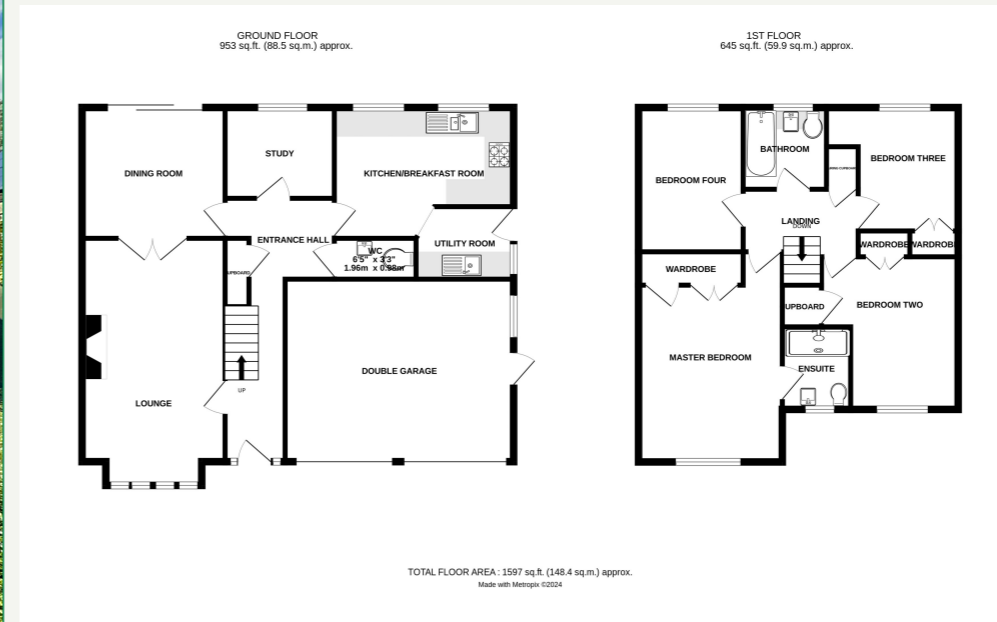 GROUND FLOOR
953 sq.ft. (88.5 sq.m.) approx.
1ST FLOOR
645 sq.ft. (59.9 sq.m.) approx.
DINING ROOM
STUDY
KITCHEN/BREAKFAST ROOM
ENTRANCE HALL
WC
6'5" x 3'3"
1.96m x 0.98m
UTILITY ROOM
UPBOARD
UP
LOUNGE
DOUBLE GARAGE
BEDROOM FOUR
BATHROOM
BEDROOM THREE
LANDING
DOWN
WARDROBE
WARDROB
WARDROBE
UPBOARD
BEDROOM TWO
MASTER BEDROOM
ENSUITE
TOTAL FLOOR AREA : 1597 sq.ft. (148.4 sq.m.) approx.
Made with Metropix ©2024